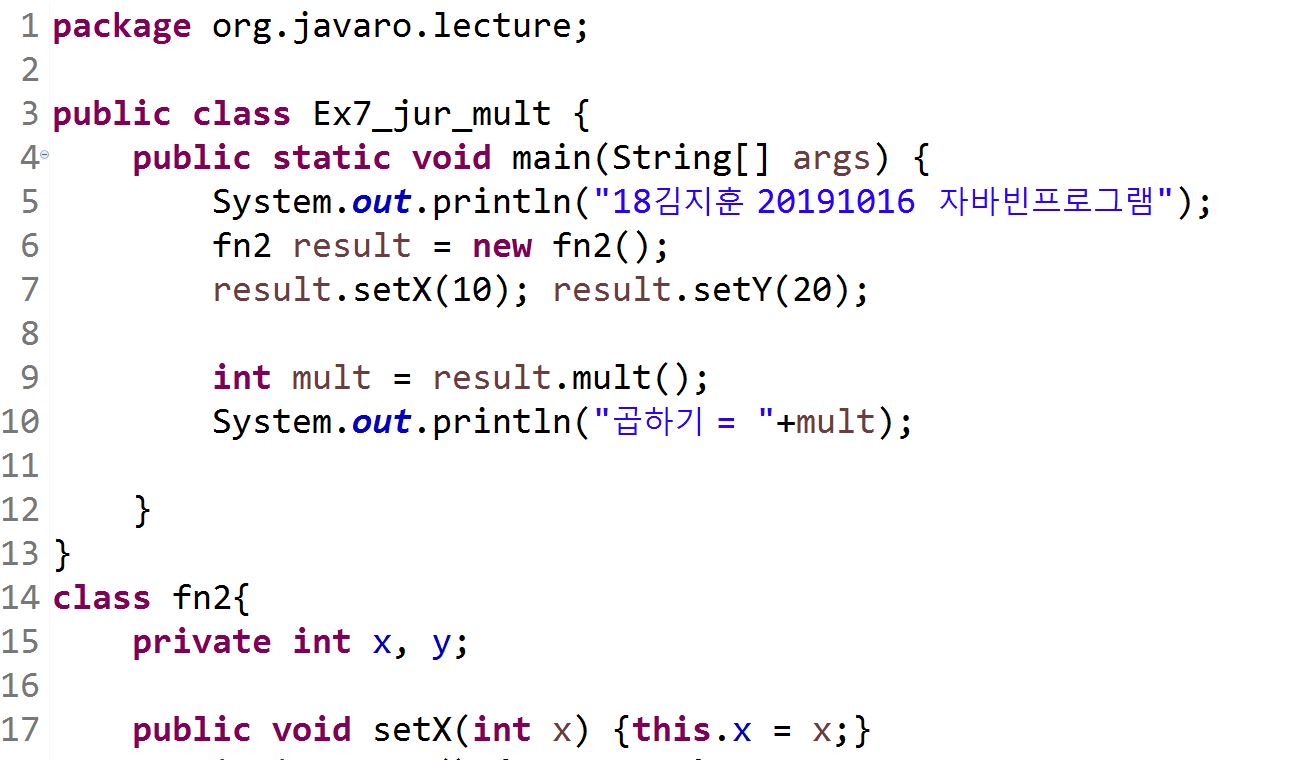 1 package org.javaro.lecture;
2
3 public class Ex7_jur_mult {
4 public static void main(String[] args) {
5 System.out.println("18김지훈 20191016 자바빈프로그램");
6 fn2 result = new fn2();
7 result.setX(10); result.setY(20);
8
9 int mult = result.mult();
10 System.out.println("곱하기 = "+mult);
11
12 }
13 }
14 class fn2{
15 private int x, y;
16
17 public void setX(int x) {this.x = x;}